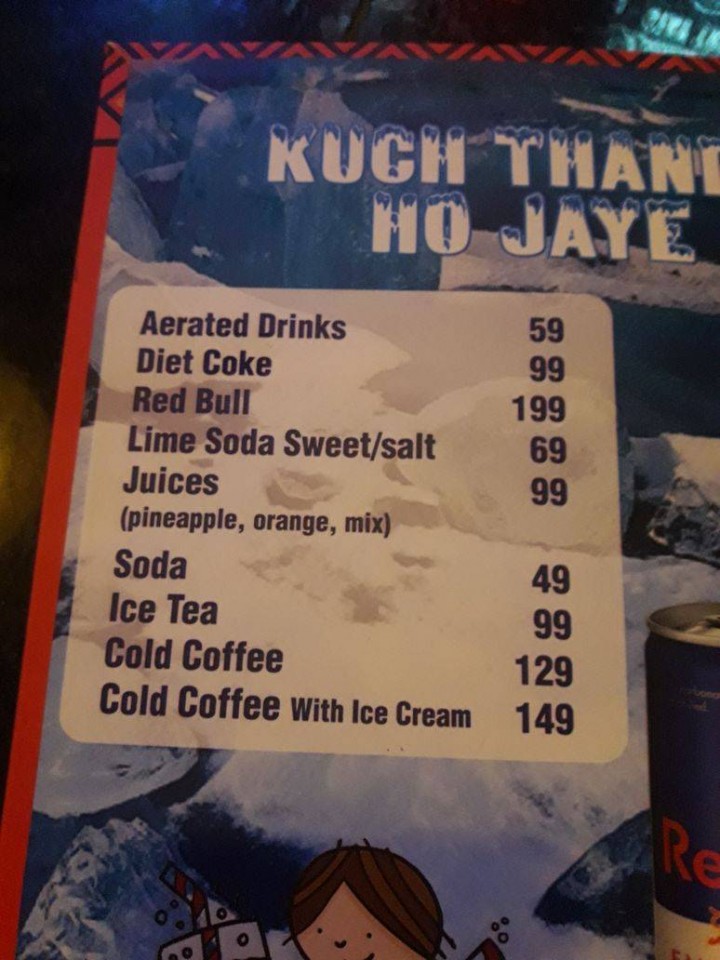 KUCH THAN
HO JAYE
Aerated Drinks 59
Diet Coke 99
Red Bull 199
Lime Soda Sweet/salt 69
Juices 99
(pineapple, orange, mix)
Soda 49
Ice Tea 99
Cold Coffee 129
Cold Coffee With Ice Cream 149
Re